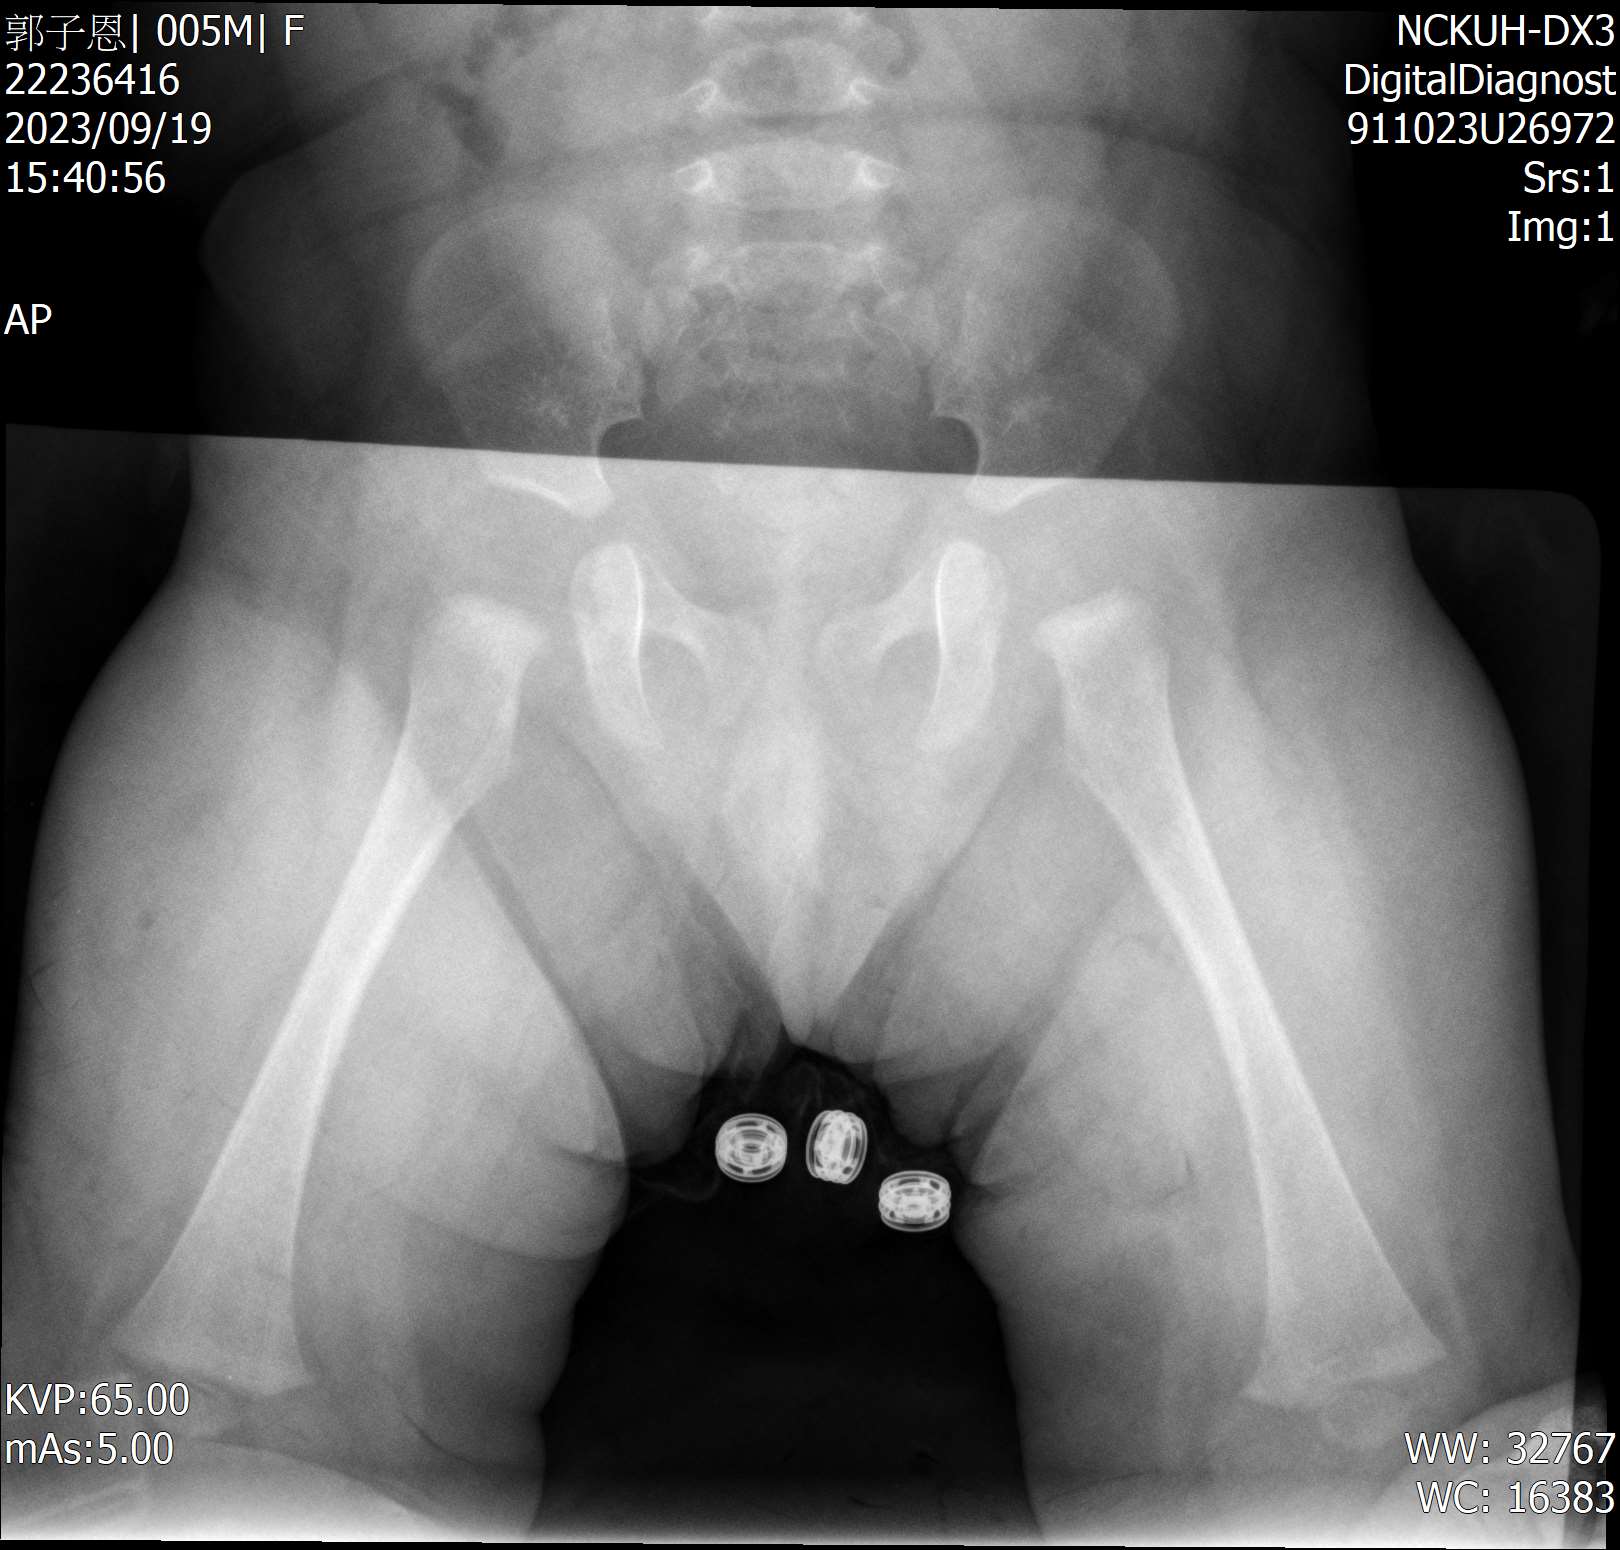 郭子恩| 005M| F
22236416
2023/09/19
15:40:56
AP
NCKUH-DX3
DigitalDiagnost
911023U26972
Srs:1
Img:1
KVP:65.00
mAs:5.00
WW: 32767
WC: 16383